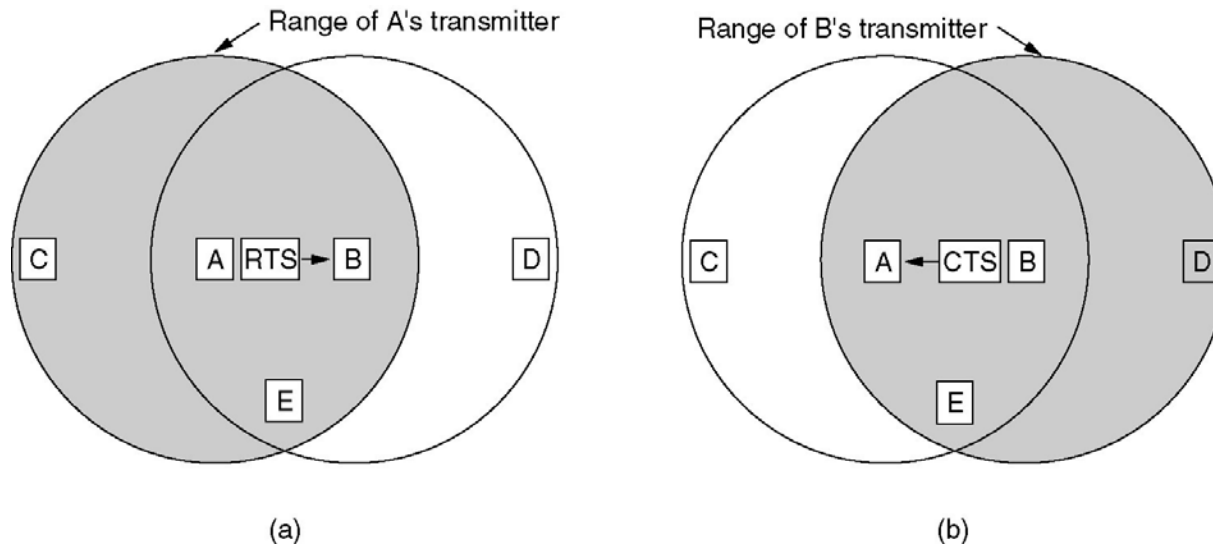 Range of A's transmitter
C
A
RTS
B
D
E
(a)
Range of B's transmitter
C
A
CTS
B
D
E
(b)